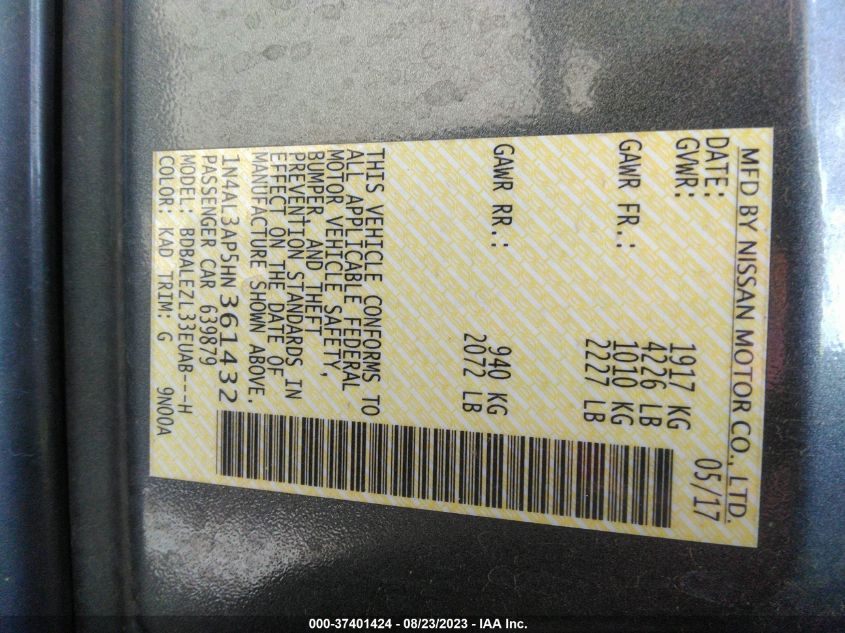 MFD BY NISSAN MOTOR CO., LTD.
DATE: 05/17
GVWR: 1917 KG
4226 LB
GAWR FR.: 1010 KG
2227 LB
GAWR RR.: 940 KG
2072 LB
THIS VEHICLE CONFORMS TO
ALL APPLICABLE FEDERAL
MOTOR VEHICLE SAFETY,
BUMPER, AND THEFT
PREVENTION STANDARDS IN
EFFECT ON THE DATE OF
MANUFACTURE SHOWN ABOVE.
1N4AL3AP5HN361432
PASSENGER CAR 639879
MODEL: BDBALEZL33EUAB---H
COLOR: KAD TRIM: G 9N00A
000-37401424 - 08/23/2023 - IAA Inc.